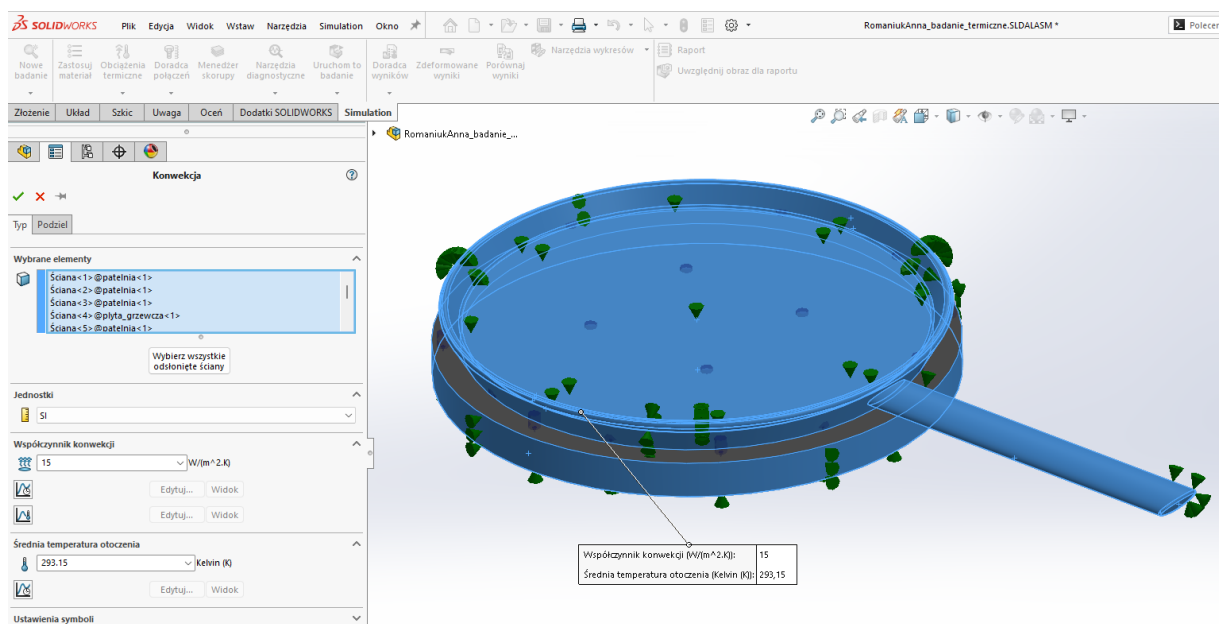 SOLIDWORKS Plik Edycja Widok Wstaw Narzędzia Simulation Okno RomaniukAnna_badanie_termiczne.SLDALASM * Polecer
Nowe badanie Zastosuj materiał Obciążenia termiczne Doradca połączeń Menedżer skorupy Narzędzia diagnostyczne Uruchom to badanie Doradca wyników Zdeformowane wyniki Porównaj wyniki Narzędzia wykresów Raport
Uwzględnij obraz dla raportu
Złożenie Układ Szkic Uwaga Oceń Dodatki SOLIDWORKS Simulation
RomaniukAnna_badanie_...
Konwekcja
Typ Podziel
Wybrane elementy
Ściana<1>@patelnia<1>
Ściana<2>@patelnia<1>
Ściana<3>@patelnia<1>
Ściana<4>@plyta_grzewcza<1>
Ściana<5>@patelnia<1>
Wybierz wszystkie
odsłonięte ściany
Jednostki
SI
Współczynnik konwekcji
15 W/(m^2.K)
Edytuj... Widok
Edytuj... Widok
Średnia temperatura otoczenia
293.15 Kelvin (K)
Edytuj... Widok
Ustawienia symboli
Współczynnik konwekcji (W/(m^2.K)): 15
Średnia temperatura otoczenia (Kelvin (K)): 293,15